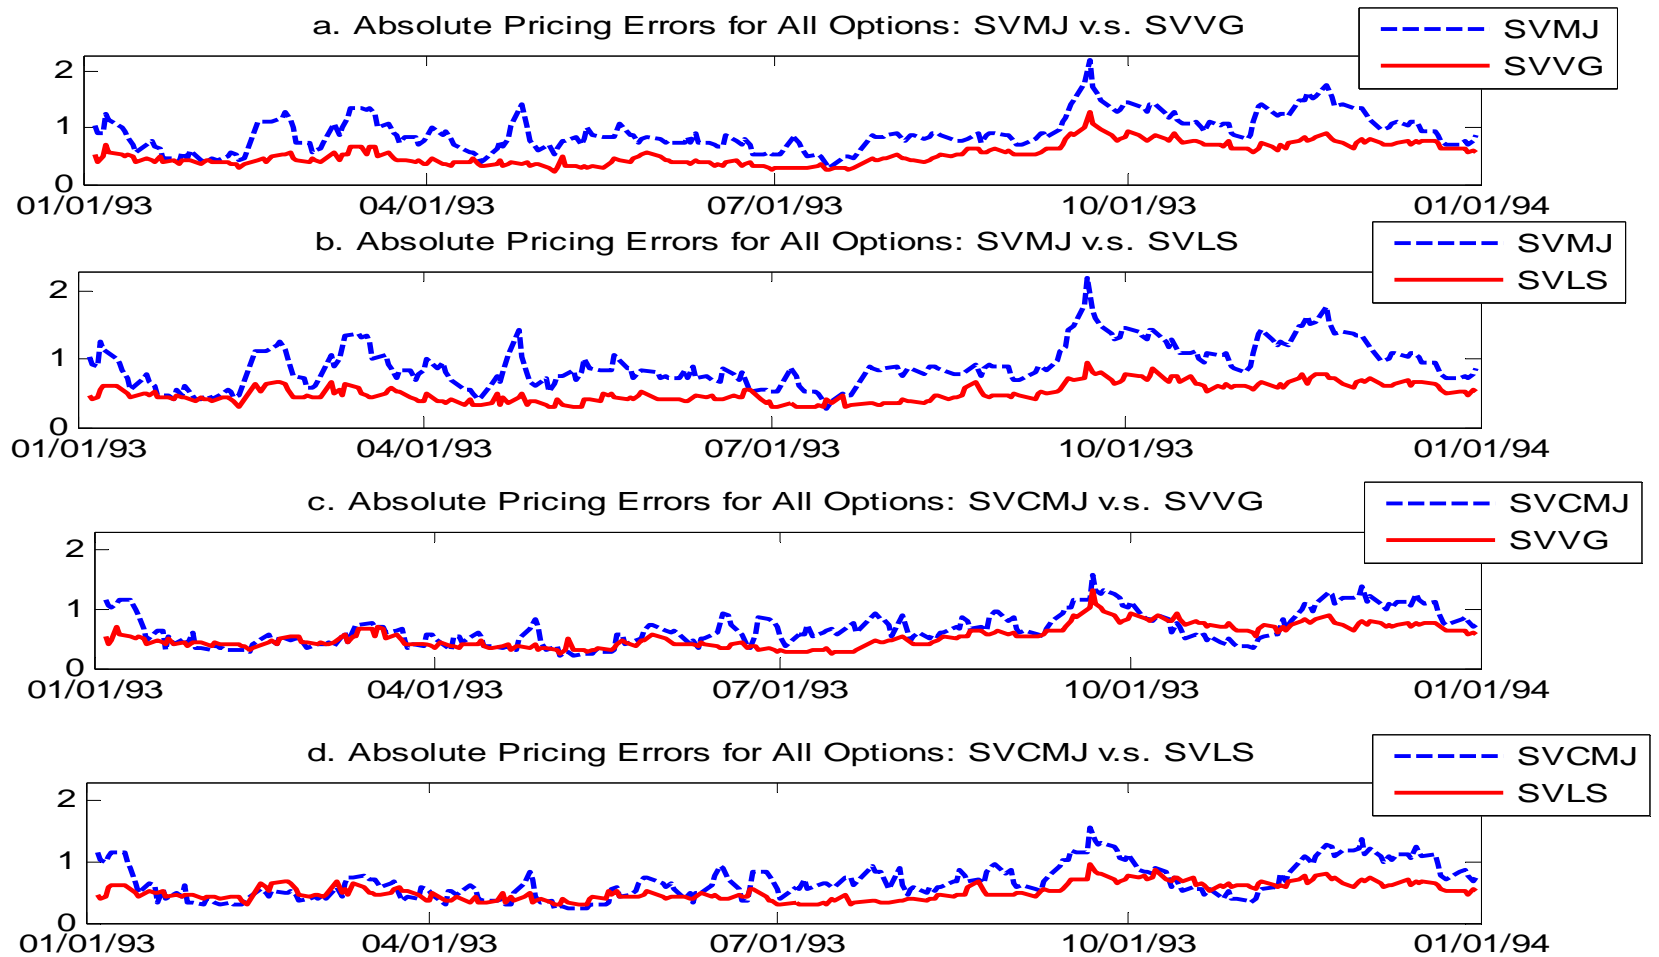 a. Absolute Pricing Errors for All Options: SVMJ v.s. SVVG
SVMJ
SVVG
2
1
0
01/01/93 04/01/93 07/01/93 10/01/93 01/01/94
b. Absolute Pricing Errors for All Options: SVMJ v.s. SVLS
SVMJ
SVLS
2
1
0
01/01/93 04/01/93 07/01/93 10/01/93 01/01/94
c. Absolute Pricing Errors for All Options: SVCMJ v.s. SVVG
SVCMJ
SVVG
2
1
0
01/01/93 04/01/93 07/01/93 10/01/93 01/01/94
d. Absolute Pricing Errors for All Options: SVCMJ v.s. SVLS
SVCMJ
SVLS
2
1
0
01/01/93 04/01/93 07/01/93 10/01/93 01/01/94